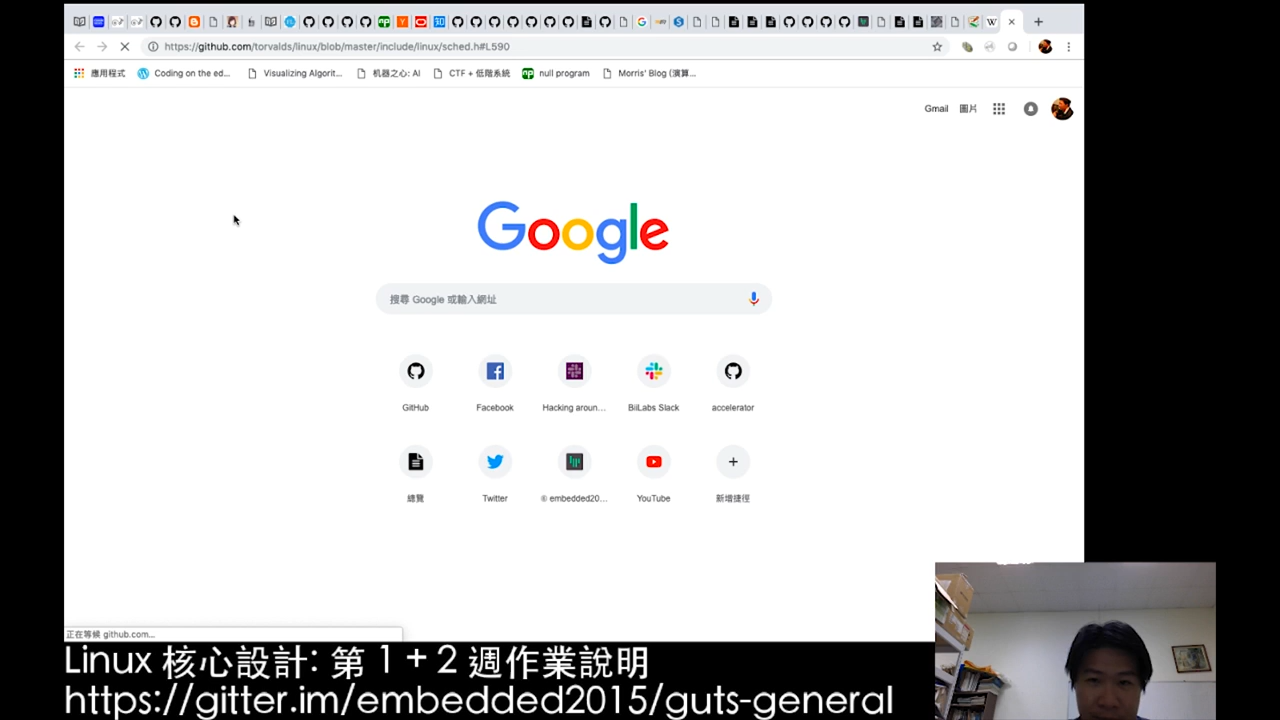 https://github.com/torvalds/linux/blob/master/include/linux/sched.h#L590
應用程式 Coding on the ed... Visualizing Algorit... 机器之心: AI CTF + 低階系統 null program Morris' Blog (演算...
Gmail 圖片
Google
搜尋 Google 或輸入網址
GitHub Facebook Hacking aroun... BiiLabs Slack accelerator
總覽 Twitter ® embedded20... YouTube 新增捷徑
正在等候 github.com...
Linux 核心設計: 第 1 + 2 週作業說明
https://gitter.im/embedded2015/guts-general